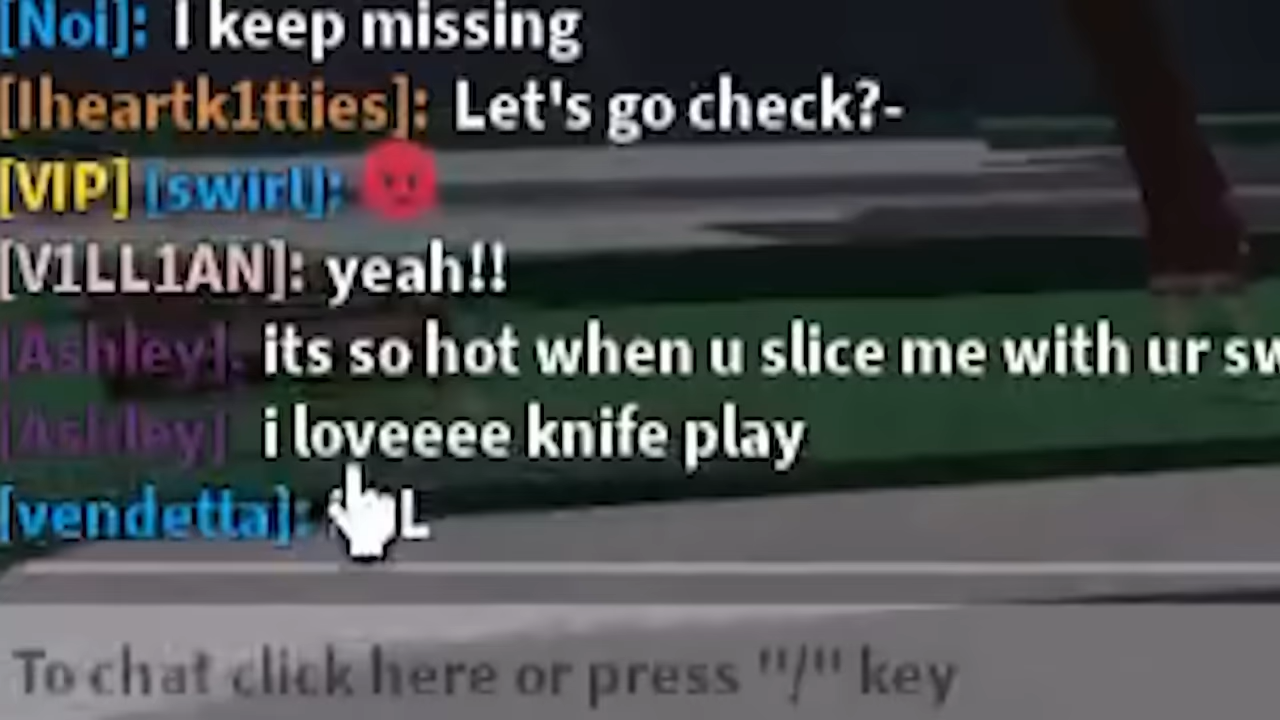 [Noi]: I keep missing
[Iheartk1tties]: Let's go check?-
[VIP] [swirl]:
[V1LL1AN]: yeah!!
[Ashley]: its so hot when u slice me with ur sw
[Ashley] i loveeee knife play
[vendetta]:
To chat click here or press "/" key